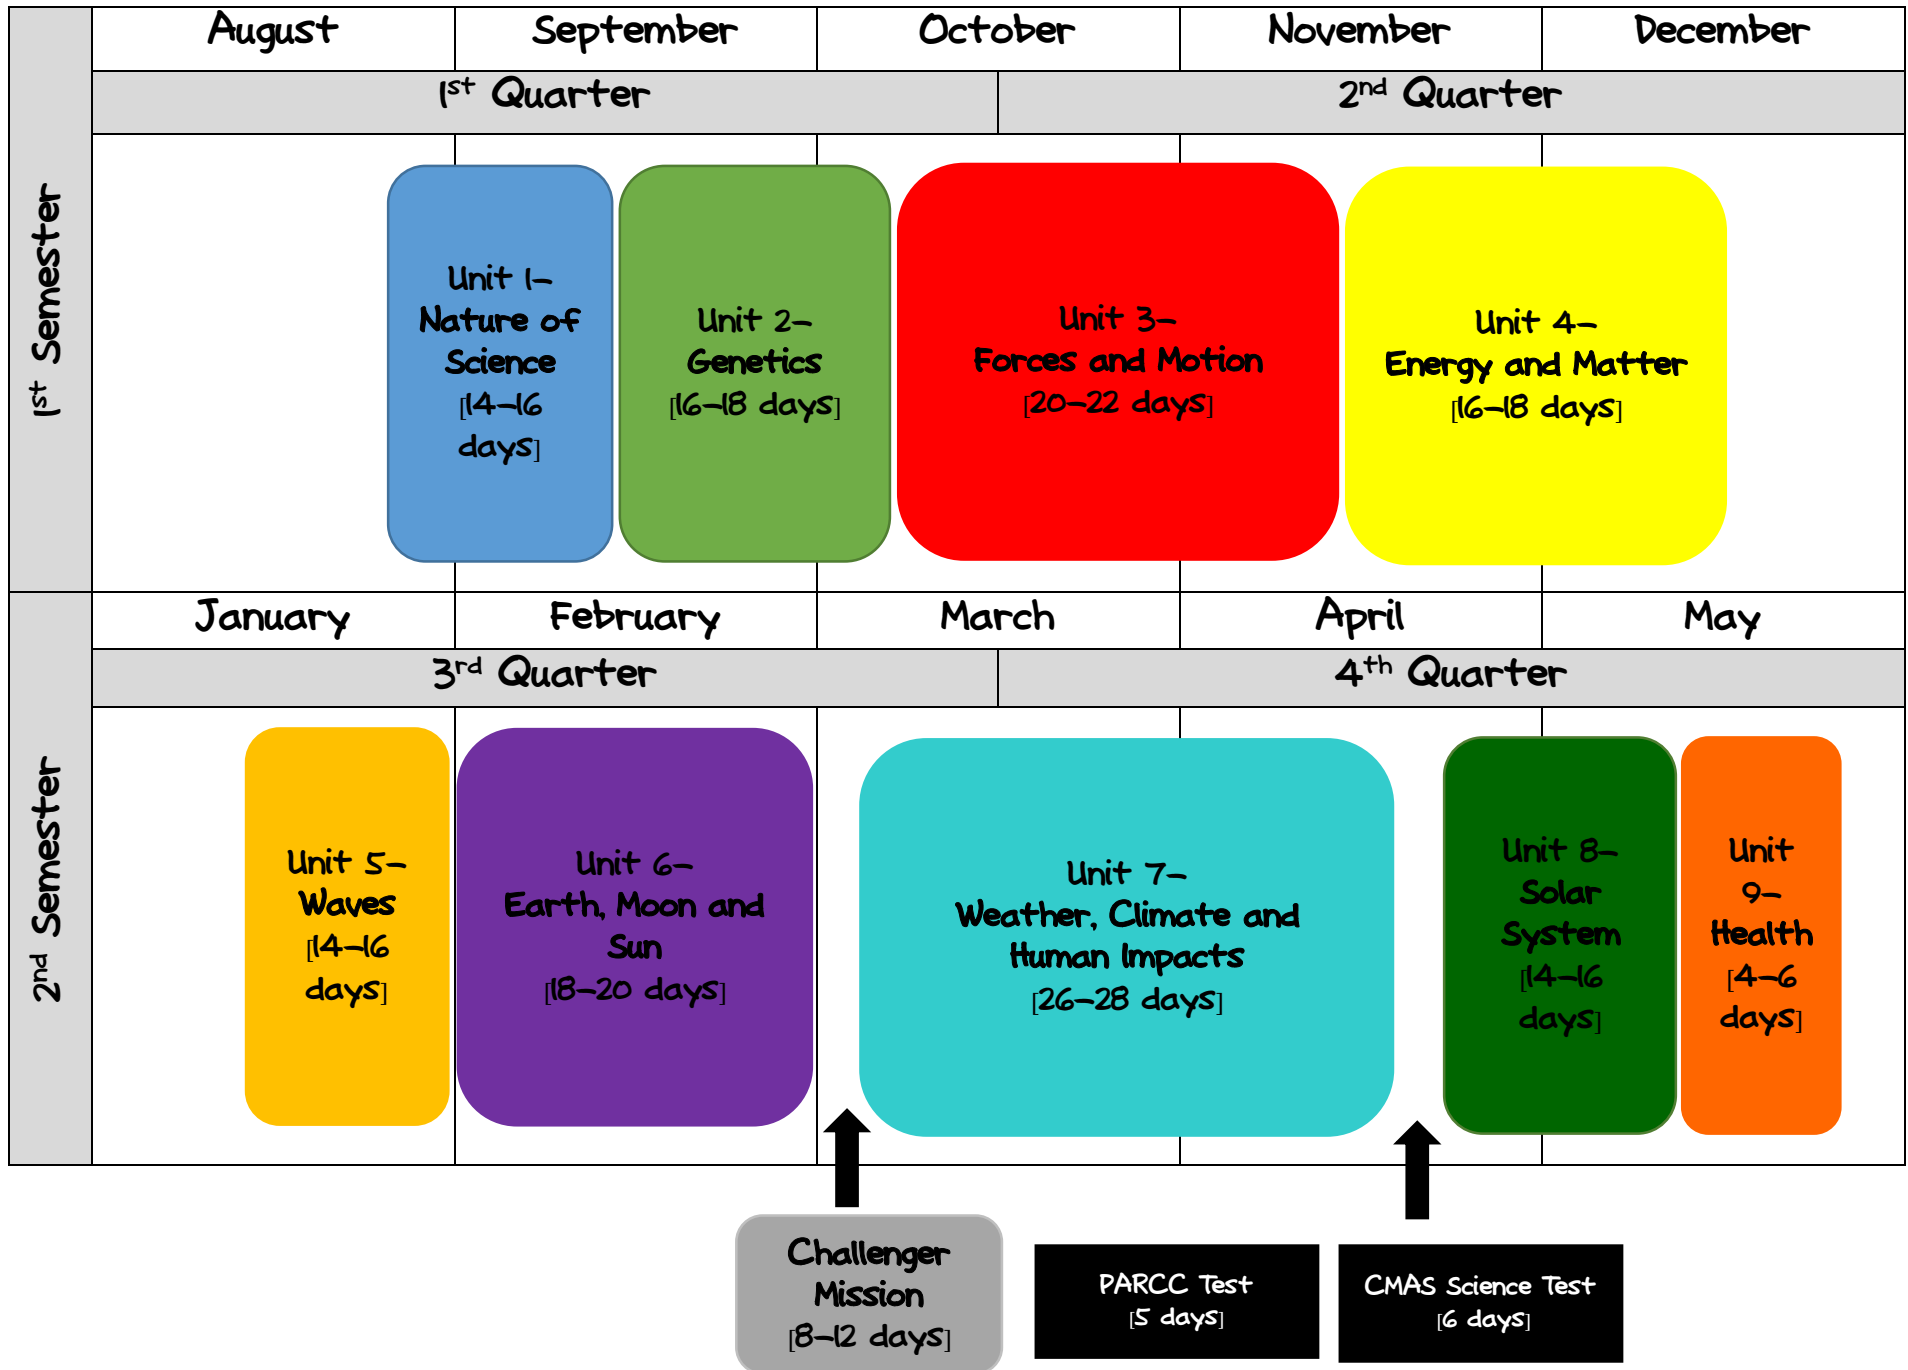 August
September
October
November
December
1st Quarter
2nd Quarter
1st Semester
Unit 1–
Nature of
Science
[14–16
days]
Unit 2–
Genetics
[16–18 days]
Unit 3–
Forces and Motion
[20–22 days]
Unit 4–
Energy and Matter
[16–18 days]
January
February
March
April
May
3rd Quarter
4th Quarter
2nd Semester
Unit 5–
Waves
[14–16
days]
Unit 6–
Earth, Moon and
Sun
[18–20 days]
Unit 7–
Weather, Climate and
Human Impacts
[26–28 days]
Unit 8–
Solar
System
[14–16
days]
Unit
9–
Health
[4–6
days]
Challenger
Mission
[8–12 days]
PARCC Test
[5 days]
CMAS Science Test
[6 days]